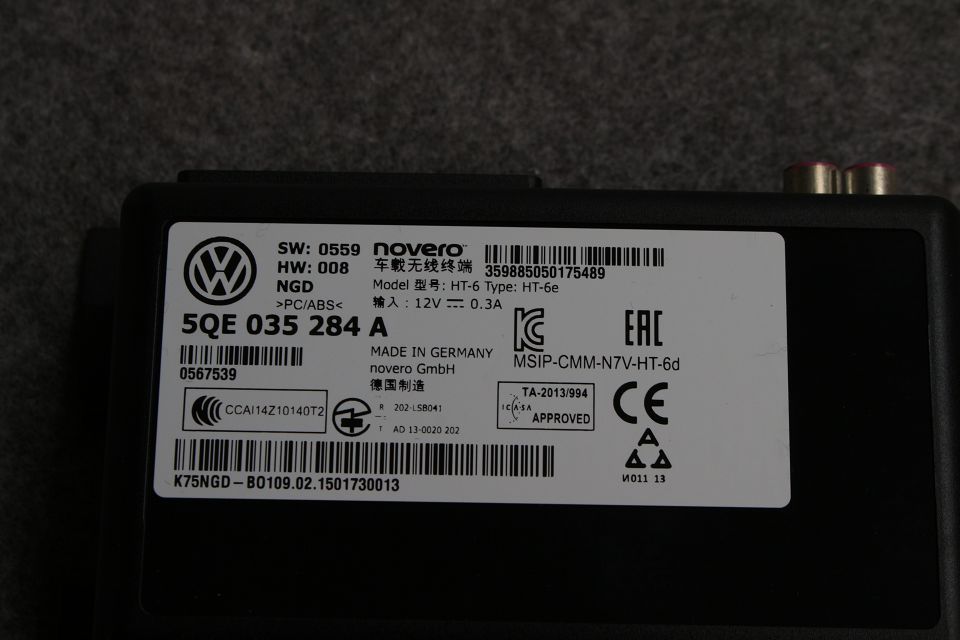 SW: 0559
HW: 008
NGD
>PC/ABS<
5QE 035 284 A
0567539
novero
车载无线终端
359885050175489
Model 型号: HT-6 Type: HT-6e
输入: 12V 0.3A
MADE IN GERMANY
novero GmbH
德国制造
MSIP-CMM-N7V-HT-6d
EAC
CCAI14Z10140T2
R 202-LSB041
T AD 13-0020 202
TA-2013/994
ICASA
APPROVED
CE
K75NGD-BO109.02.1501730013
И011 13